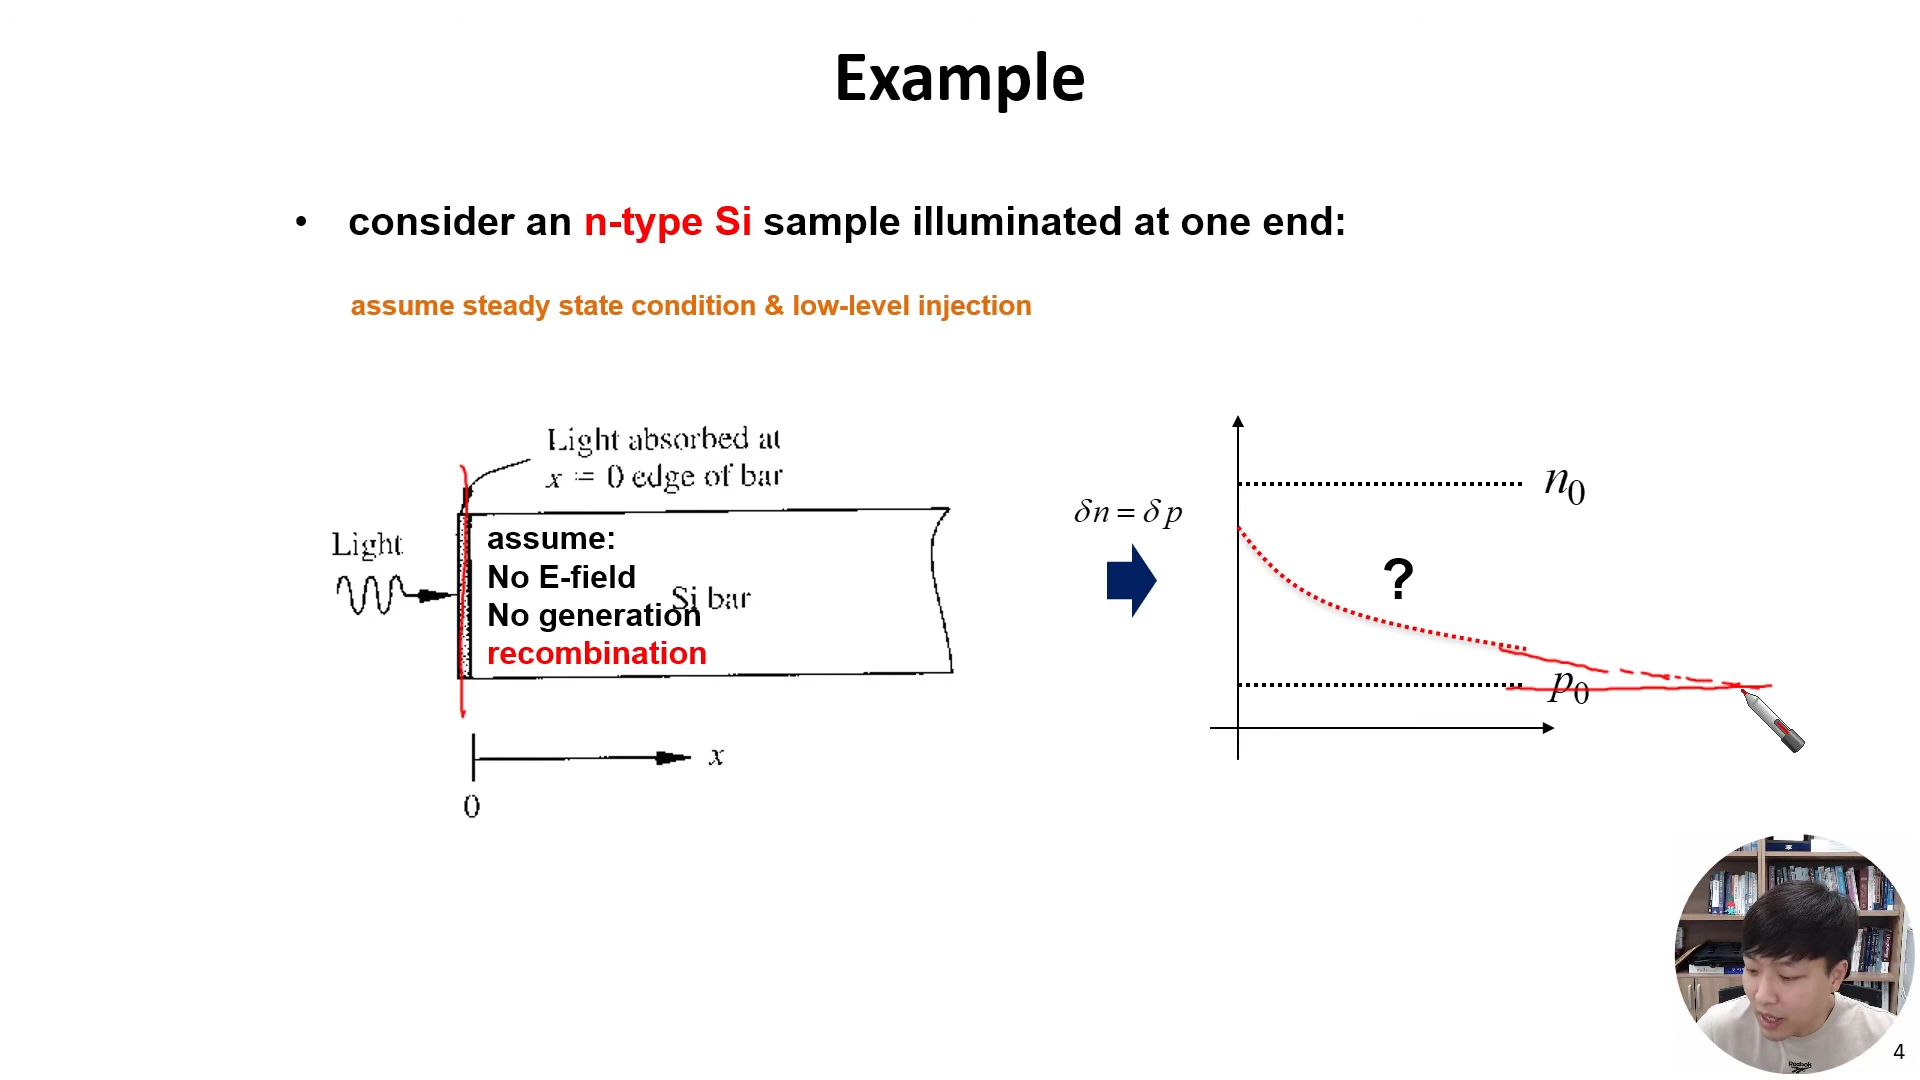 Example
• consider an n-type Si sample illuminated at one end:
assume steady state condition & low-level injection
Light absorbed at
x = 0 edge of bar
Light
assume:
No E-field
No generation
recombination
Si bar
x
0
δn = δp
n₀
?
p₀
Reebok
4